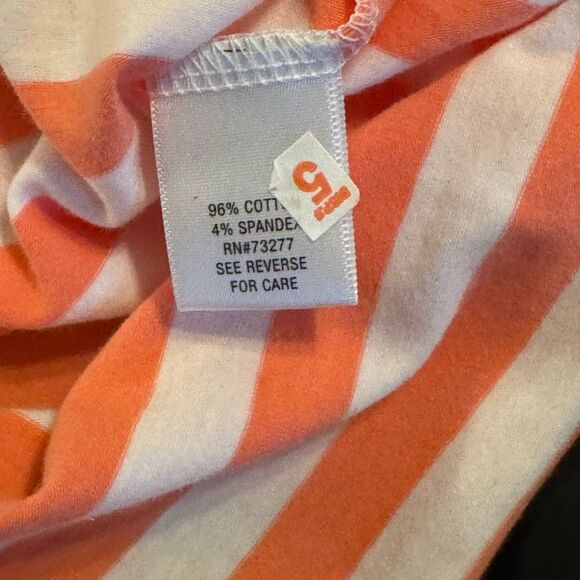 96% COTT
4% SPANDEX
RN#73277
SEE REVERSE
FOR CARE